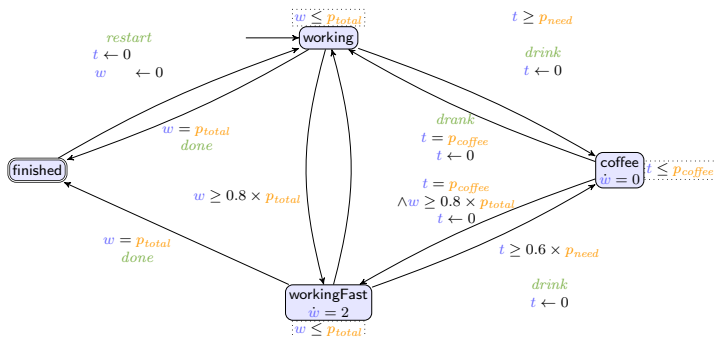 w ≤ p_total
working
t ≥ p_need
drink
t ← 0
restart
t ← 0
w ← 0
w = p_total
done
drank
t = p_coffee
t ← 0
finished
coffee
ẇ = 0
t ≤ p_coffee
w ≥ 0.8 × p_total
t = p_coffee
∧w ≥ 0.8 × p_total
t ← 0
w = p_total
done
t ≥ 0.6 × p_need
drink
t ← 0
workingFast
ẇ = 2
w ≤ p_total